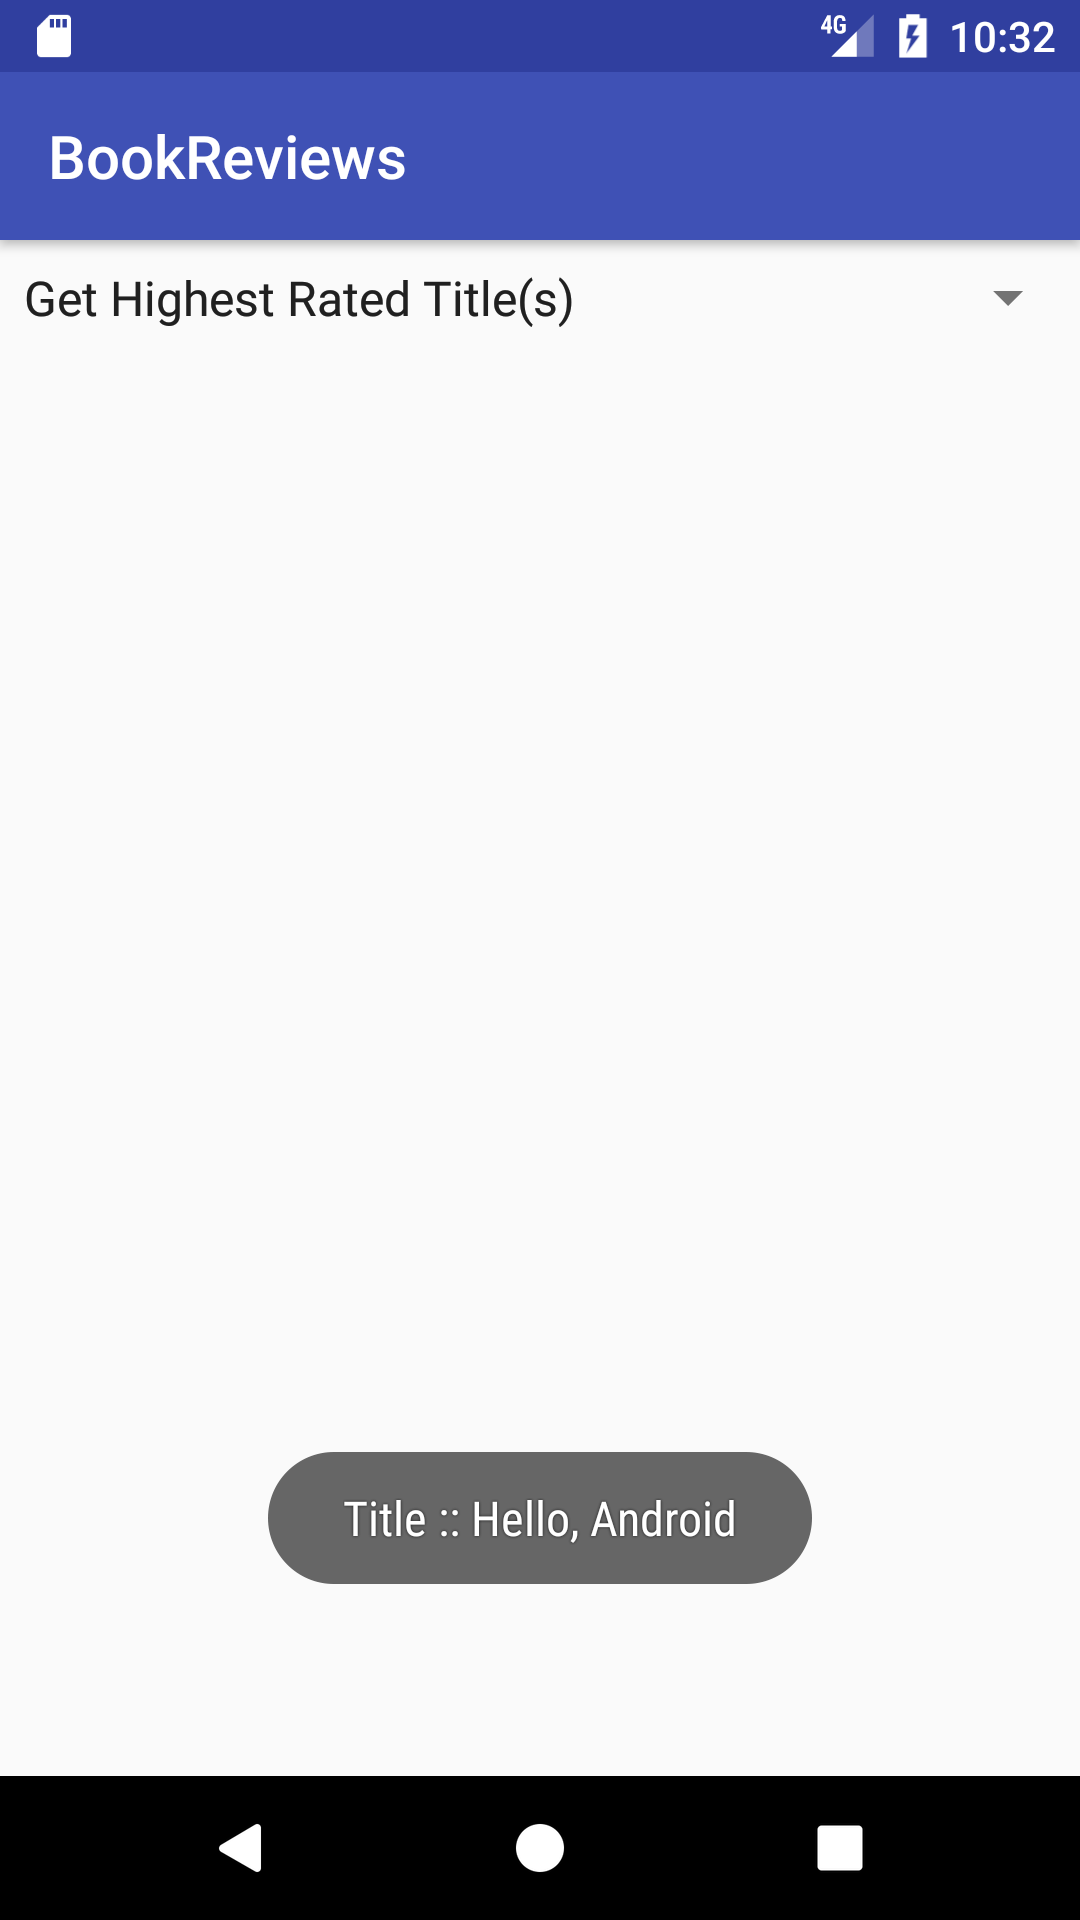 4G 10:32
BookReviews
Get Highest Rated Title(s)
Title :: Hello, Android